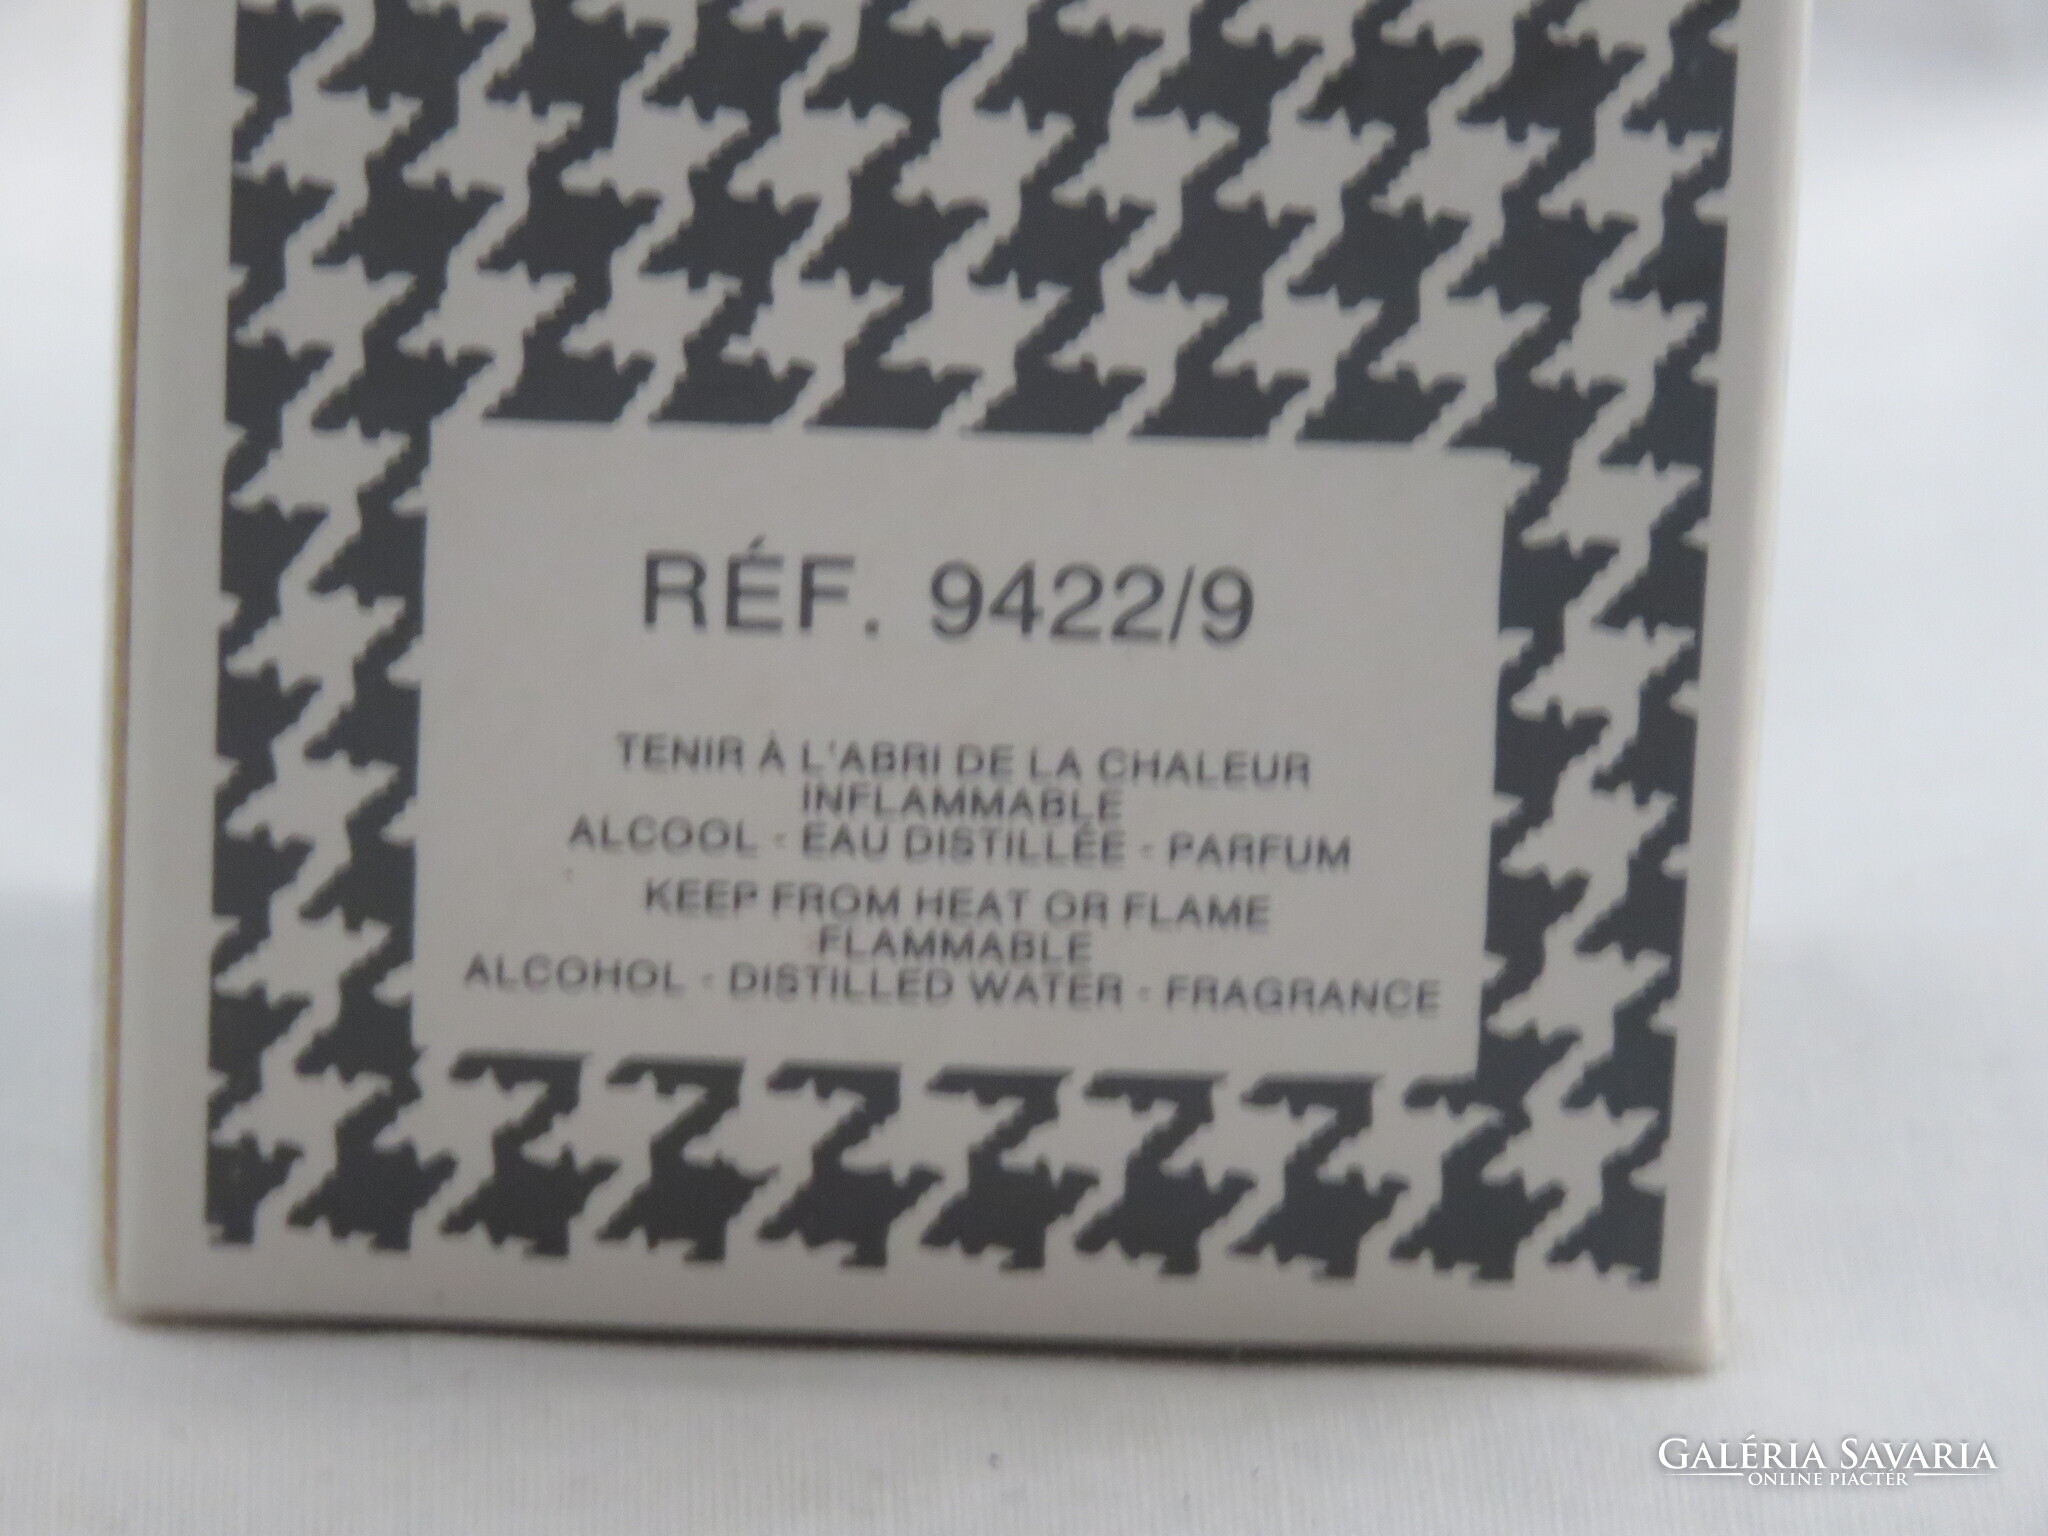 RÉF. 9422/9
TENIR À L'ABRI DE LA CHALEUR
INFLAMMABLE
ALCOOL - EAU DISTILLÉE - PARFUM
KEEP FROM HEAT OR FLAME
FLAMMABLE
ALCOHOL - DISTILLED WATER - FRAGRANCE
GALÉRIA SAVARIA
ONLINE PIACTÉR